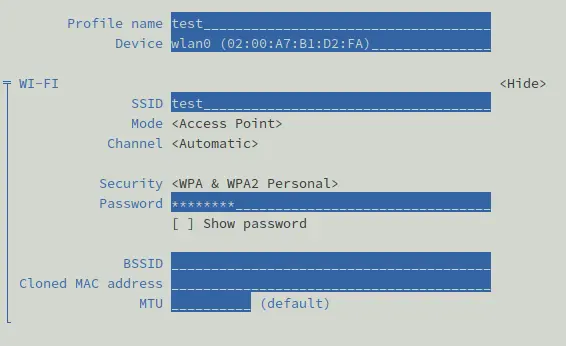 Profile name test
Device wlan0 (02:00:A7:B1:D2:FA)
WI-FI <Hide>
SSID test
Mode <Access Point>
Channel <Automatic>
Security <WPA & WPA2 Personal>
Password ********
[ ] Show password
BSSID
Cloned MAC address
MTU (default)